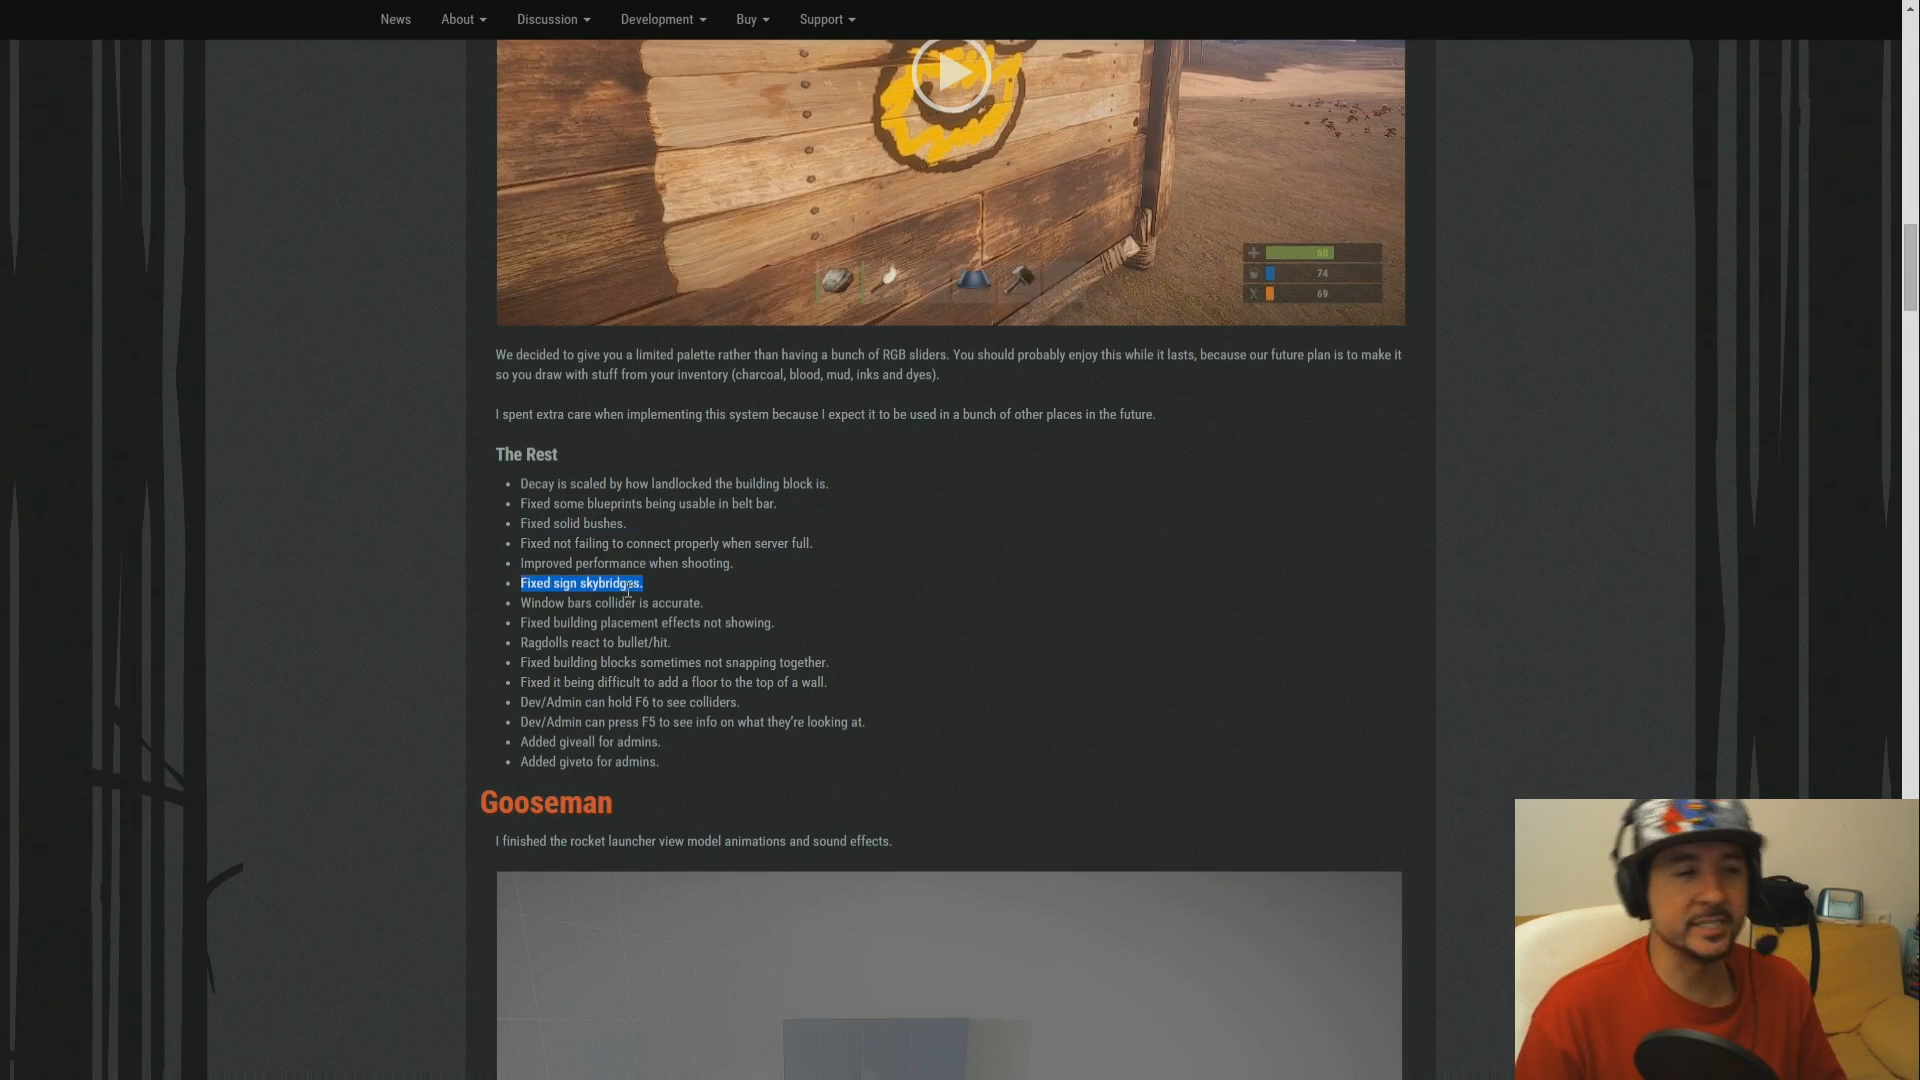 News About Discussion Development Buy Support
60
74
69
We decided to give you a limited palette rather than having a bunch of RGB sliders. You should probably enjoy this while it lasts, because our future plan is to make it
so you draw with stuff from your inventory (charcoal, blood, mud, inks and dyes).
I spent extra care when implementing this system because I expect it to be used in a bunch of other places in the future.
The Rest
• Decay is scaled by how landlocked the building block is.
• Fixed some blueprints being usable in belt bar.
• Fixed solid bushes.
• Fixed not failing to connect properly when server full.
• Improved performance when shooting.
• Fixed sign skybridges.
• Window bars collider is accurate.
• Fixed building placement effects not showing.
• Ragdolls react to bullet/hit.
• Fixed building blocks sometimes not snapping together.
• Fixed it being difficult to add a floor to the top of a wall.
• Dev/Admin can hold F6 to see colliders.
• Dev/Admin can press F5 to see info on what they're looking at.
• Added giveall for admins.
• Added giveto for admins.
Gooseman
I finished the rocket launcher view model animations and sound effects.